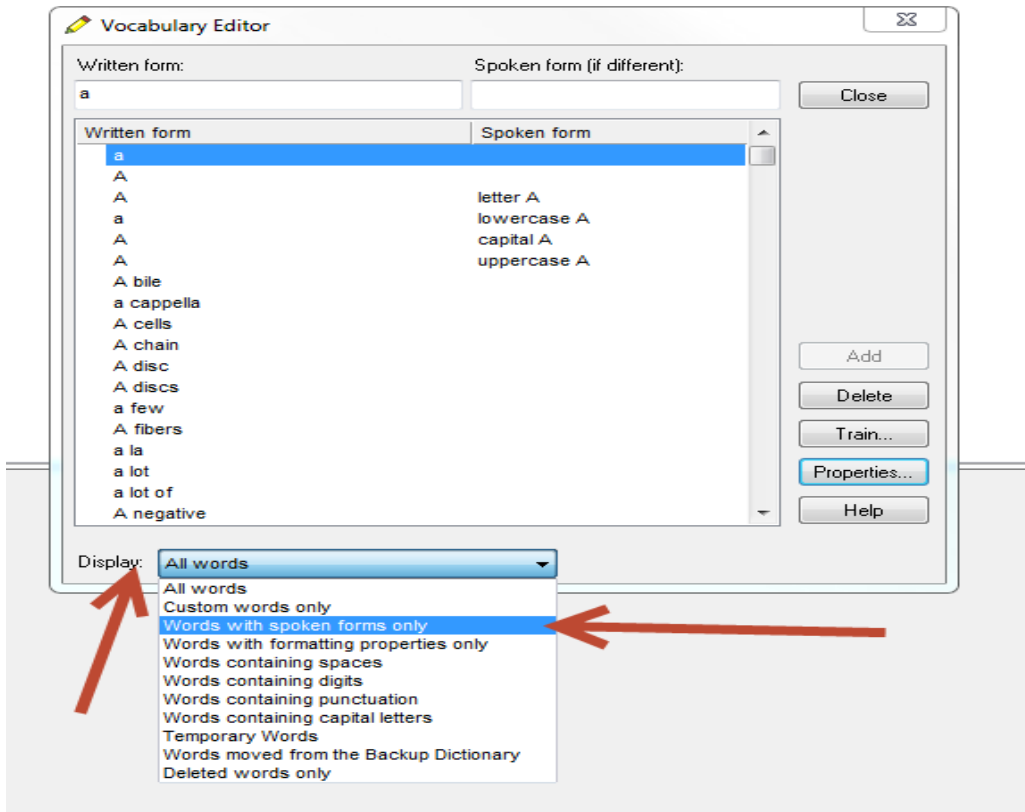 Vocabulary Editor
Written form: Spoken form (if different):
a
Close
Written form Spoken form
a
A
A letter A
a lowercase A
A capital A
A uppercase A
A bile
a cappella
A cells
A chain
A disc
A discs
a few
A fibers
a la
a lot
a lot of
A negative
Add
Delete
Train...
Properties...
Help
Display: All words
All words
Custom words only
Words with spoken forms only
Words with formatting properties only
Words containing spaces
Words containing digits
Words containing punctuation
Words containing capital letters
Temporary Words
Words moved from the Backup Dictionary
Deleted words only